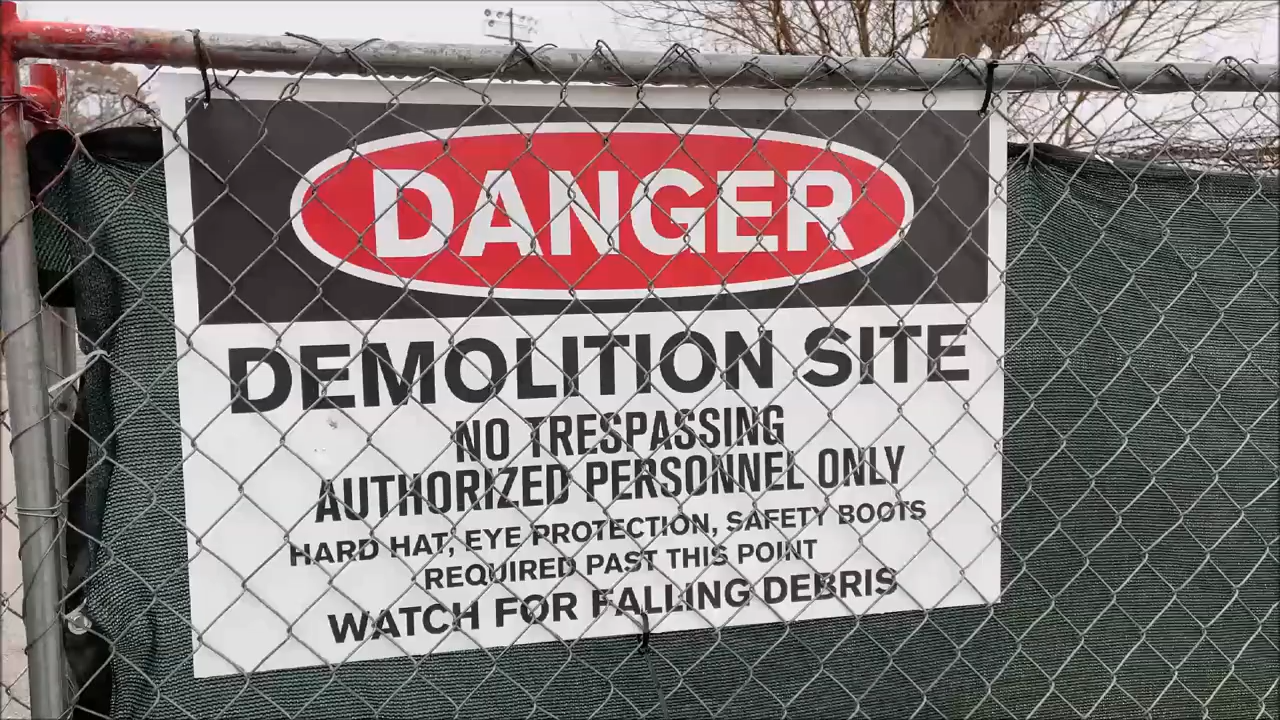 DANGER
DEMOLITION SITE
NO TRESPASSING
AUTHORIZED PERSONNEL ONLY
HARD HAT, EYE PROTECTION, SAFETY BOOTS
REQUIRED PAST THIS POINT
WATCH FOR FALLING DEBRIS